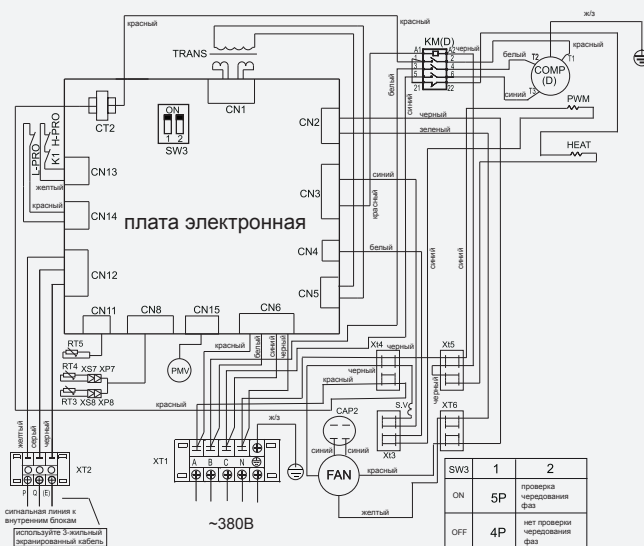 красный
ж/з
KM(D)
TRANS
A1
A2
черный
1
2
3
4
5
6
21
22
белый
T2
T1
красный
COMP
(D)
T3
синий
белый
синий
PWM
HEAT
CT2
CN1
ON
1 2
SW3
CN2
черный
зеленый
L-PRO
K1
H-PRO
CN13
желтый
красный
CN14
плата электронная
CN3
синий
красный
CN12
CN4
белый
синий
синий
CN5
CN11
CN8
CN15
CN6
RT5
RT4
XS7 XP7
RT3
XS8 XP8
PMV
красный
белый
синий
черный
Xt4
черный
Xt5
черный
красный
черный
красный
S.V
CAP2
Xt3
XT6
желтый
серый
черный
XT2
P
Q
(E)
XT1
A
B
C
N
ж/з
синий
синий
FAN
красный
желтый
~380В
сигнальная линия к
внутренним блокам
используйте 3-жильный
экранированный кабель
SW3
1
2
ON
5P
проверка
чередования
фаз
OFF
4P
нет проверки
чередования
фаз